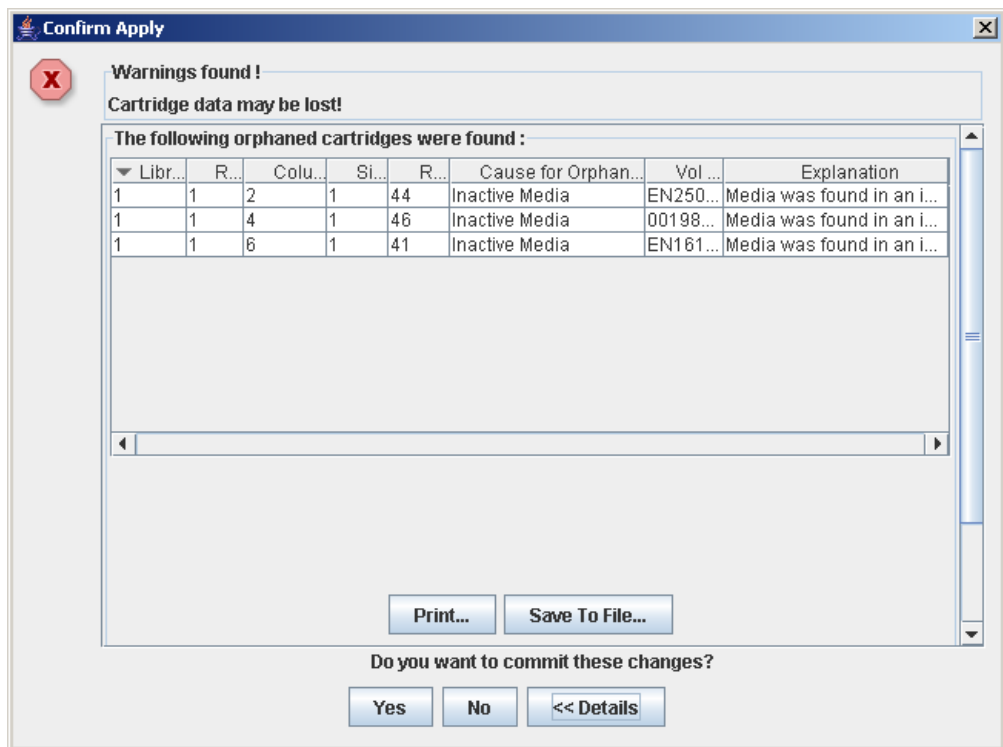 Confirm Apply
Warnings found !
Cartridge data may be lost!
The following orphaned cartridges were found :
Libr... R... Colu... Si... R... Cause for Orphan... Vol ... Explanation
1 1 2 1 44 Inactive Media EN250... Media was found in an i...
1 1 4 1 46 Inactive Media 00198... Media was found in an i...
1 1 6 1 41 Inactive Media EN161... Media was found in an i...
Print... Save To File...
Do you want to commit these changes?
Yes No << Details